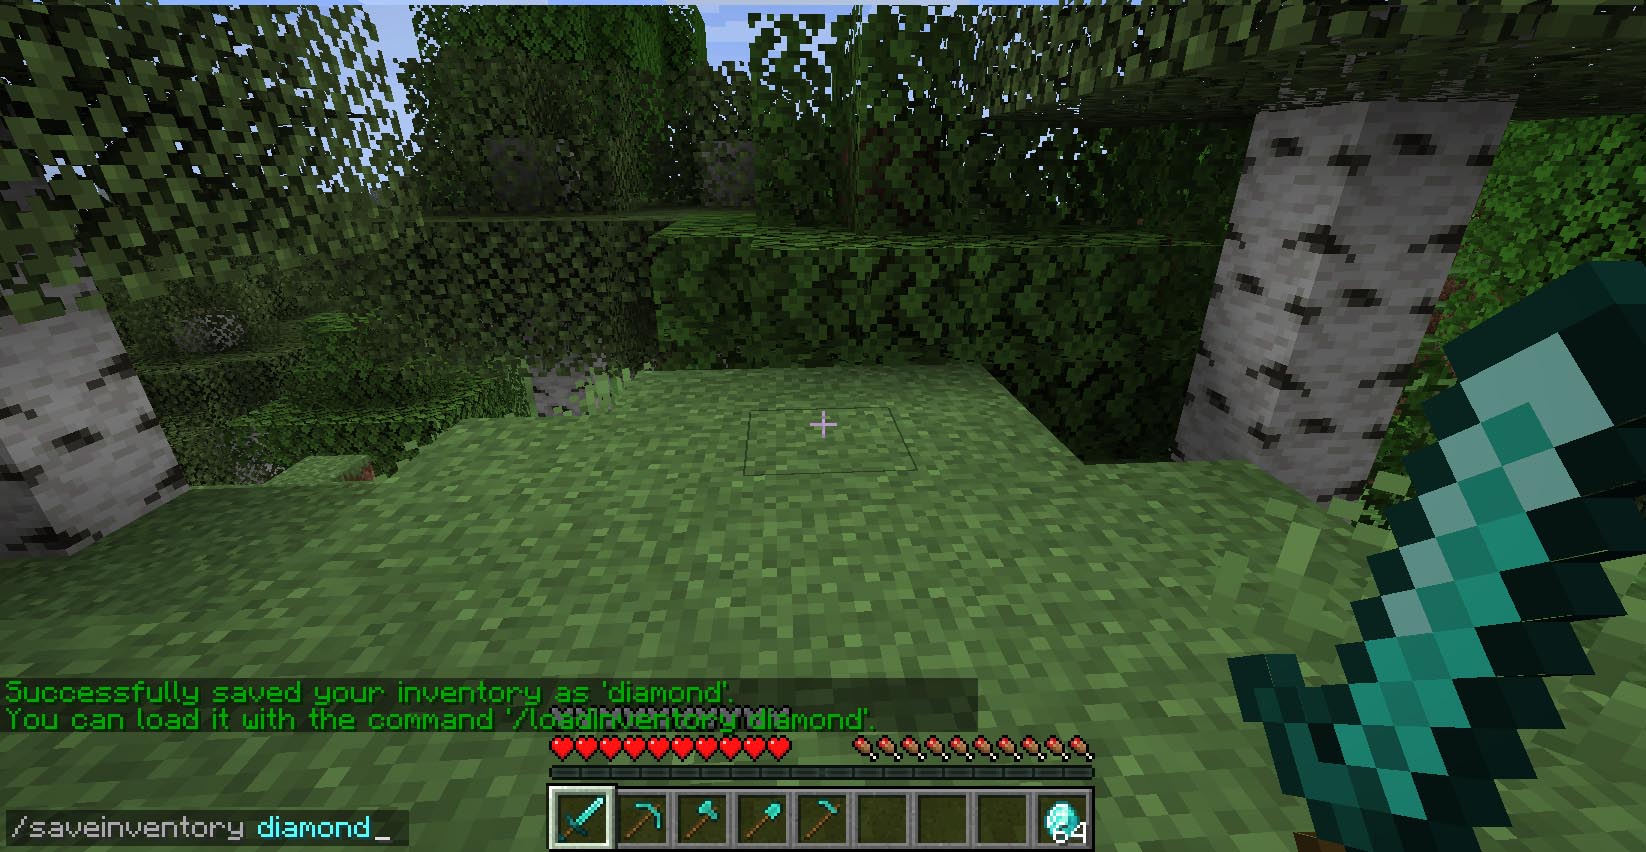 Successfully saved your inventory as 'diamond'.
You can load it with the command '/loadinventory diamond'.
64
/saveinventory diamond_